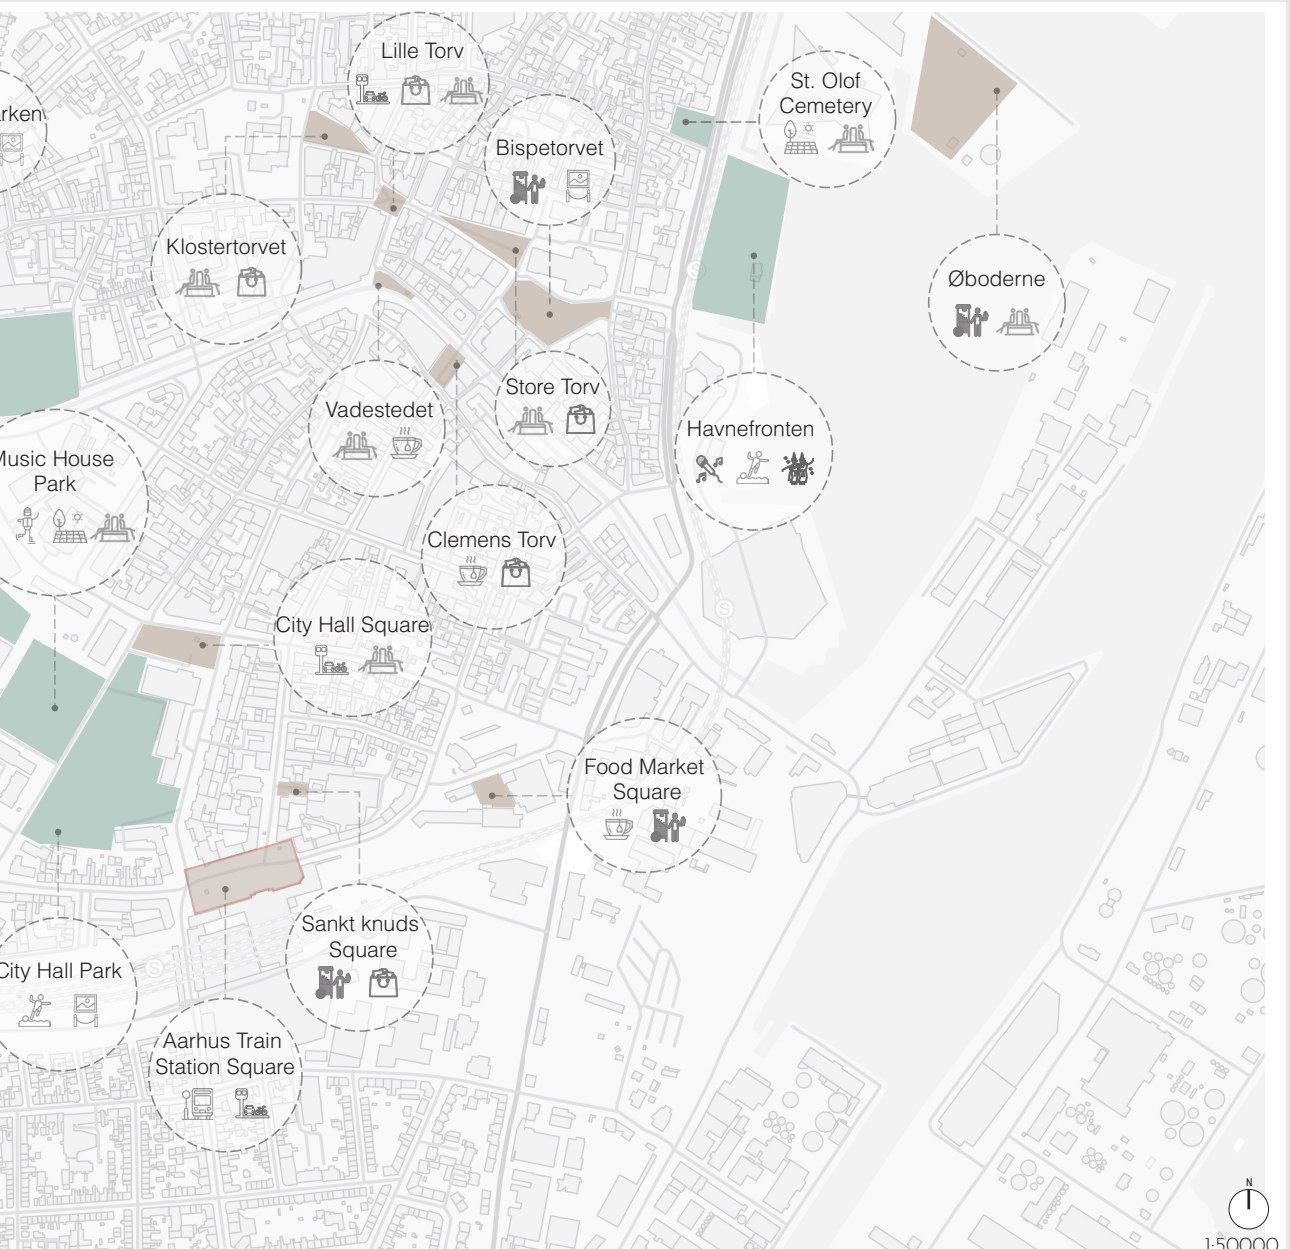 Lille Torv
St. Olof
Cemetery
rken
Bispetorvet
Klostertorvet
Øboderne
Store Torv
Vadestedet
Havnefronten
Music House
Park
Clemens Torv
City Hall Square
Food Market
Square
Sankt knuds
Square
City Hall Park
Aarhus Train
Station Square
S
S
S
N
1:50000